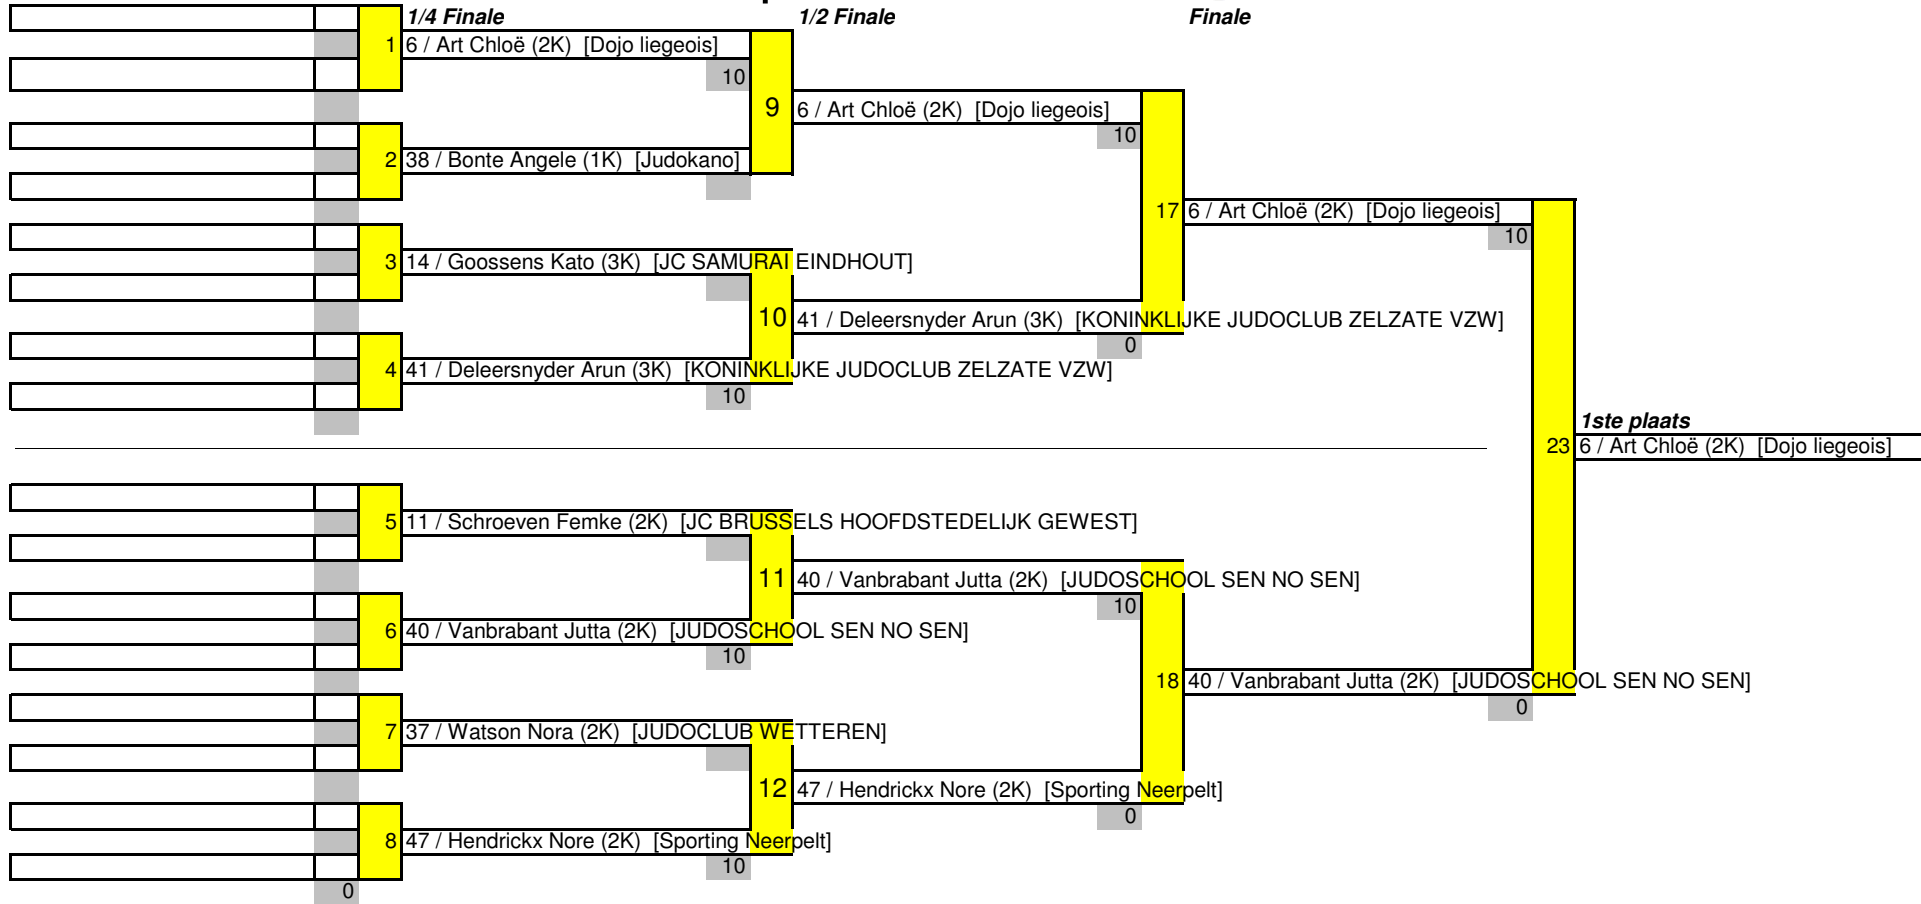 1/4 Finale 1/2 Finale Finale
1 6 / Art Chloë (2K) [Dojo liegeois]
10
9 6 / Art Chloë (2K) [Dojo liegeois]
10
2 38 / Bonte Angele (1K) [Judokano]
17 6 / Art Chloë (2K) [Dojo liegeois]
10
3 14 / Goossens Kato (3K) [JC SAMURAI EINDHOUT]
10 41 / Deleersnyder Arun (3K) [KONINKLIJKE JUDOCLUB ZELZATE VZW]
0
4 41 / Deleersnyder Arun (3K) [KONINKLIJKE JUDOCLUB ZELZATE VZW]
10
1ste plaats
23 6 / Art Chloë (2K) [Dojo liegeois]
5 11 / Schroeven Femke (2K) [JC BRUSSELS HOOFDSTEDELIJK GEWEST]
11 40 / Vanbrabant Jutta (2K) [JUDOSCHOOL SEN NO SEN]
10
6 40 / Vanbrabant Jutta (2K) [JUDOSCHOOL SEN NO SEN]
10
18 40 / Vanbrabant Jutta (2K) [JUDOSCHOOL SEN NO SEN]
0
7 37 / Watson Nora (2K) [JUDOCLUB WETTEREN]
12 47 / Hendrickx Nore (2K) [Sporting Neerpelt]
0
8 47 / Hendrickx Nore (2K) [Sporting Neerpelt]
10
0